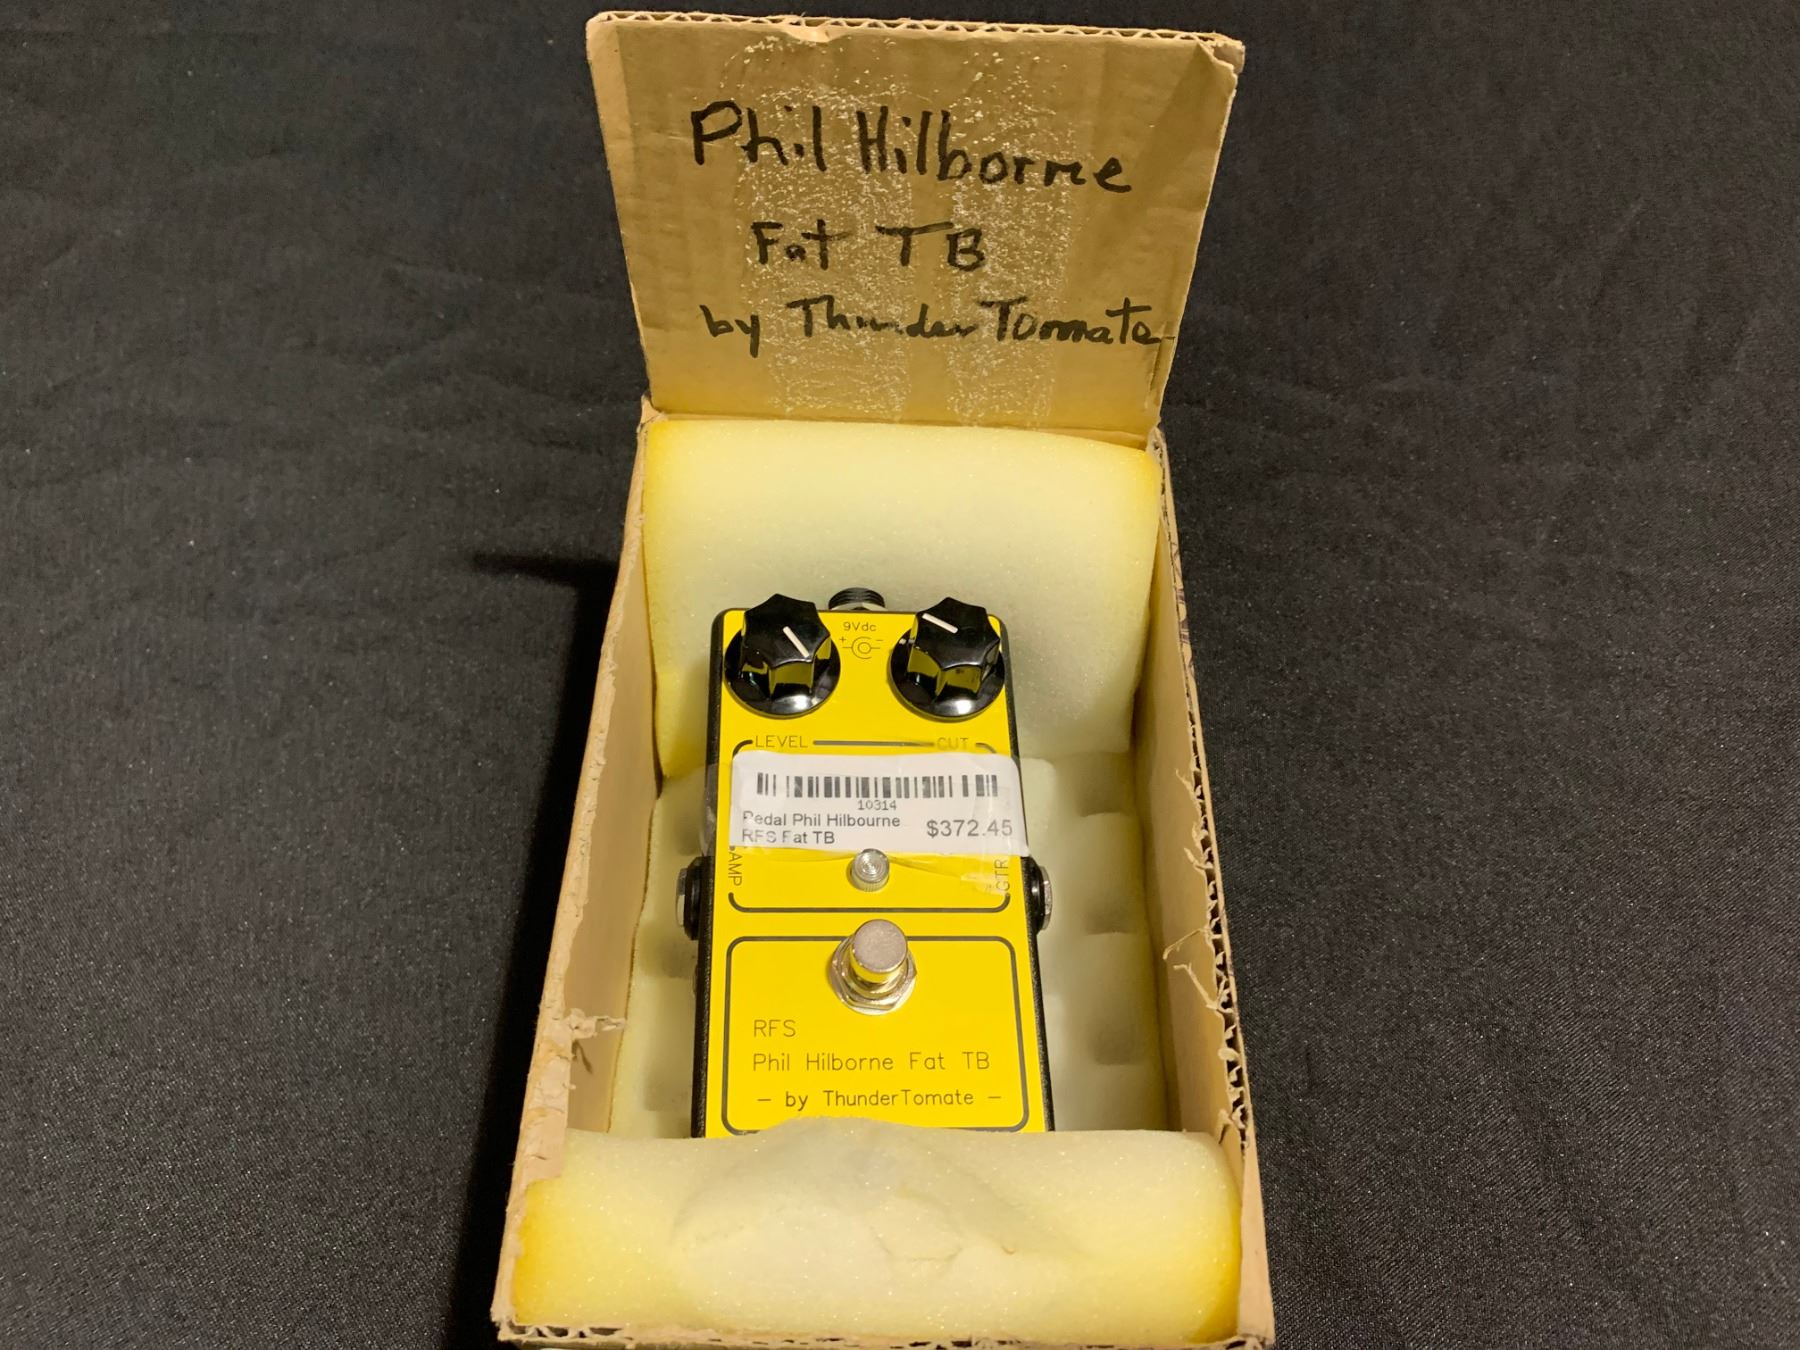 Phil Hilborne
Fat TB
by ThunderTomate
9Vdc
+ -
LEVEL CUT
10314
Pedal Phil Hilbourne $372.45
RFS Fat TB
AMP GTR
RFS
Phil Hilborne Fat TB
- by ThunderTomate -